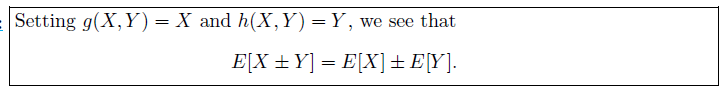 Setting g(X, Y) = X and h(X, Y) = Y, we see that
E[X ± Y] = E[X] ± E[Y].